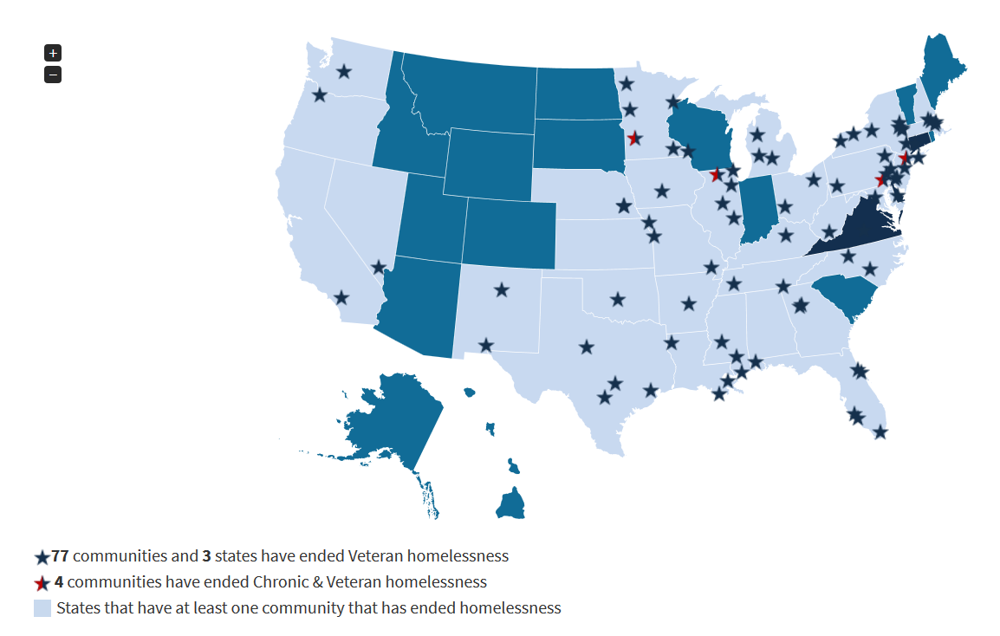 +
−
77 communities and 3 states have ended Veteran homelessness
4 communities have ended Chronic & Veteran homelessness
States that have at least one community that has ended homelessness